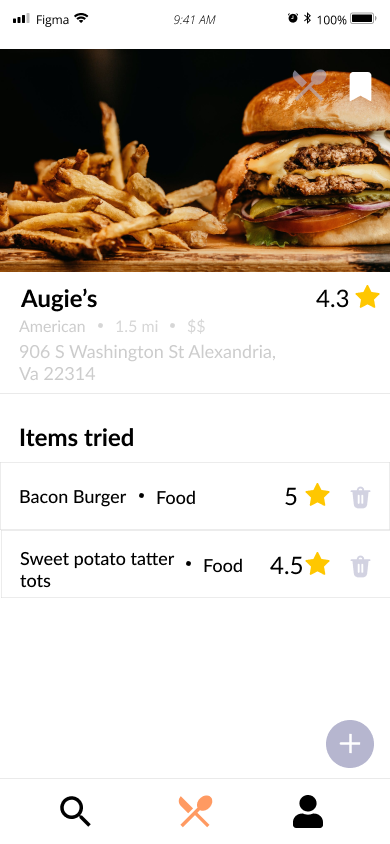 Figma 9:41 AM 100%
Augie's 4.3
American • 1.5 mi • $$
906 S Washington St Alexandria,
Va 22314
Items tried
Bacon Burger • Food 5
Sweet potato tatter • Food 4.5
tots